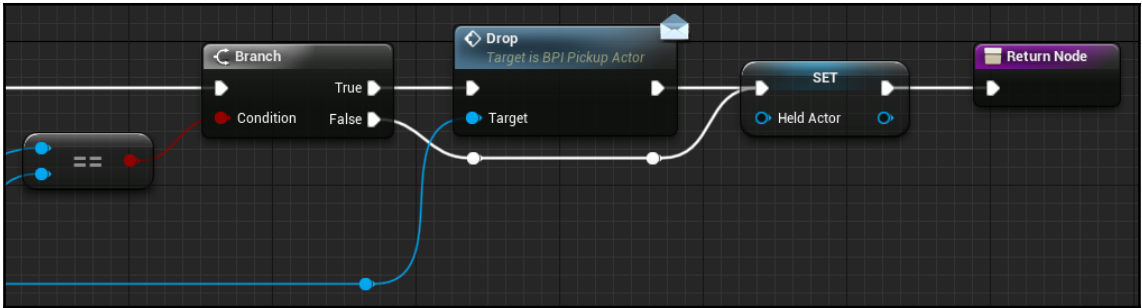 Branch
True
Condition
False
Drop
Target is BPI Pickup Actor
Target
SET
Held Actor
Return Node
==